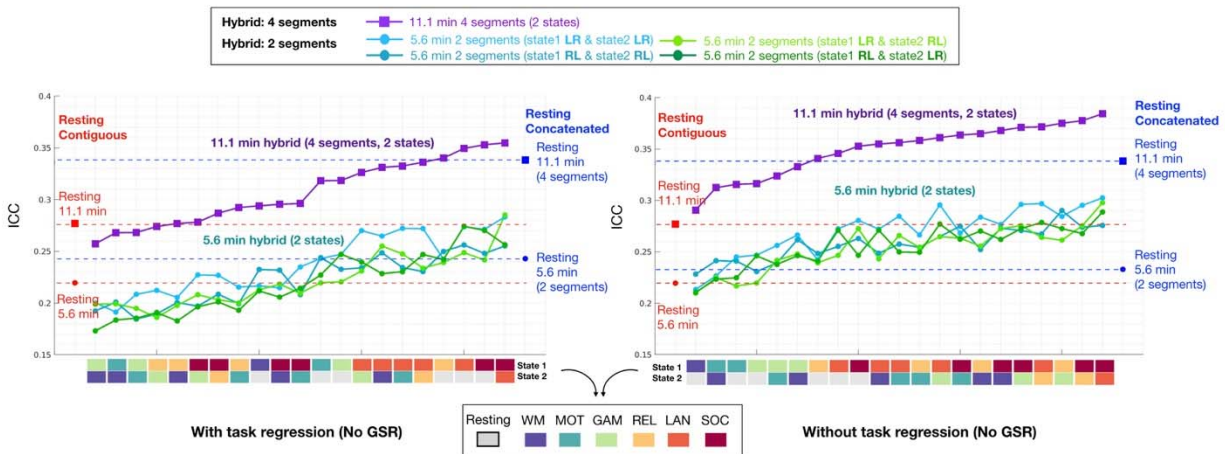 Hybrid: 4 segments
11.1 min 4 segments (2 states)
Hybrid: 2 segments
5.6 min 2 segments (state1 LR & state2 LR)
5.6 min 2 segments (state1 LR & state2 RL)
5.6 min 2 segments (state1 RL & state2 RL)
5.6 min 2 segments (state1 RL & state2 LR)
0.4
0.35
0.3
0.25
0.2
0.15
ICC
Resting
Contiguous
11.1 min hybrid (4 segments, 2 states)
Resting
Concatenated
Resting
11.1 min
(4 segments)
Resting
11.1 min
5.6 min hybrid (2 states)
Resting
5.6 min
(2 segments)
Resting
5.6 min
State 1
State 2
With task regression (No GSR)
0.4
0.35
0.3
0.25
0.2
0.15
ICC
Resting
Contiguous
11.1 min hybrid (4 segments, 2 states)
Resting
Concatenated
Resting
11.1 min
(4 segments)
Resting
11.1 min
5.6 min hybrid (2 states)
Resting
5.6 min
(2 segments)
Resting
5.6 min
State 1
State 2
Without task regression (No GSR)
Resting WM MOT GAM REL LAN SOC